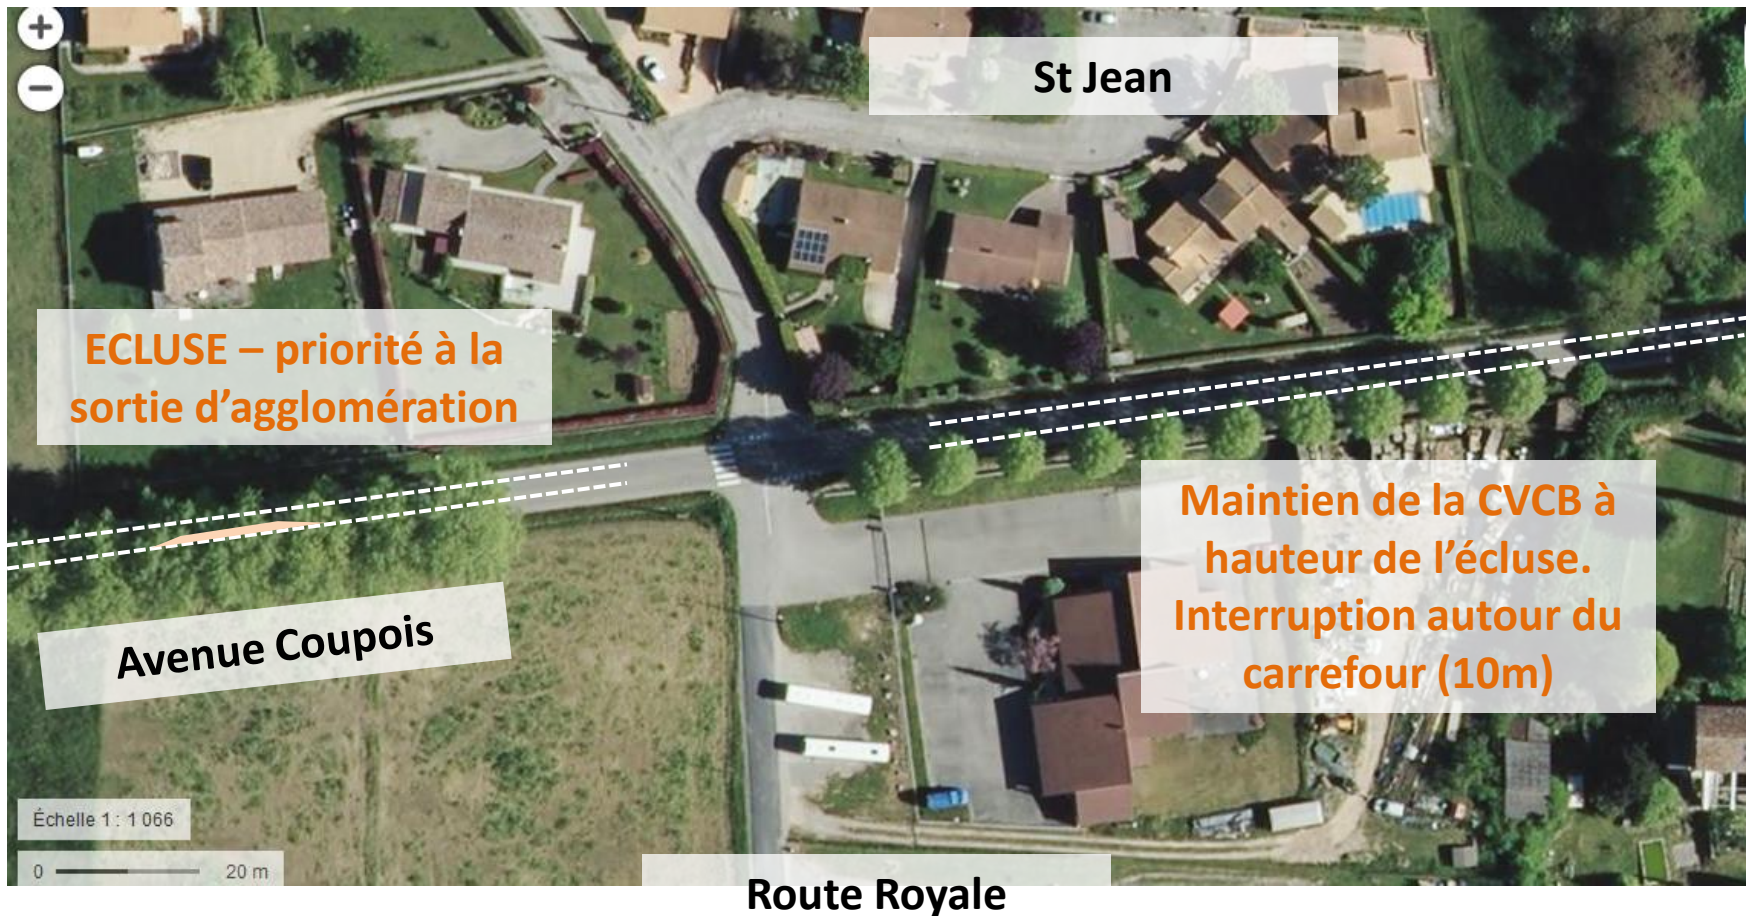 St Jean
ECLUSE – priorité à la
sortie d’agglomération
Maintien de la CVCB à
hauteur de l’écluse.
Interruption autour du
carrefour (10m)
Avenue Coupois
Échelle 1 : 1 066
0 20 m
Route Royale